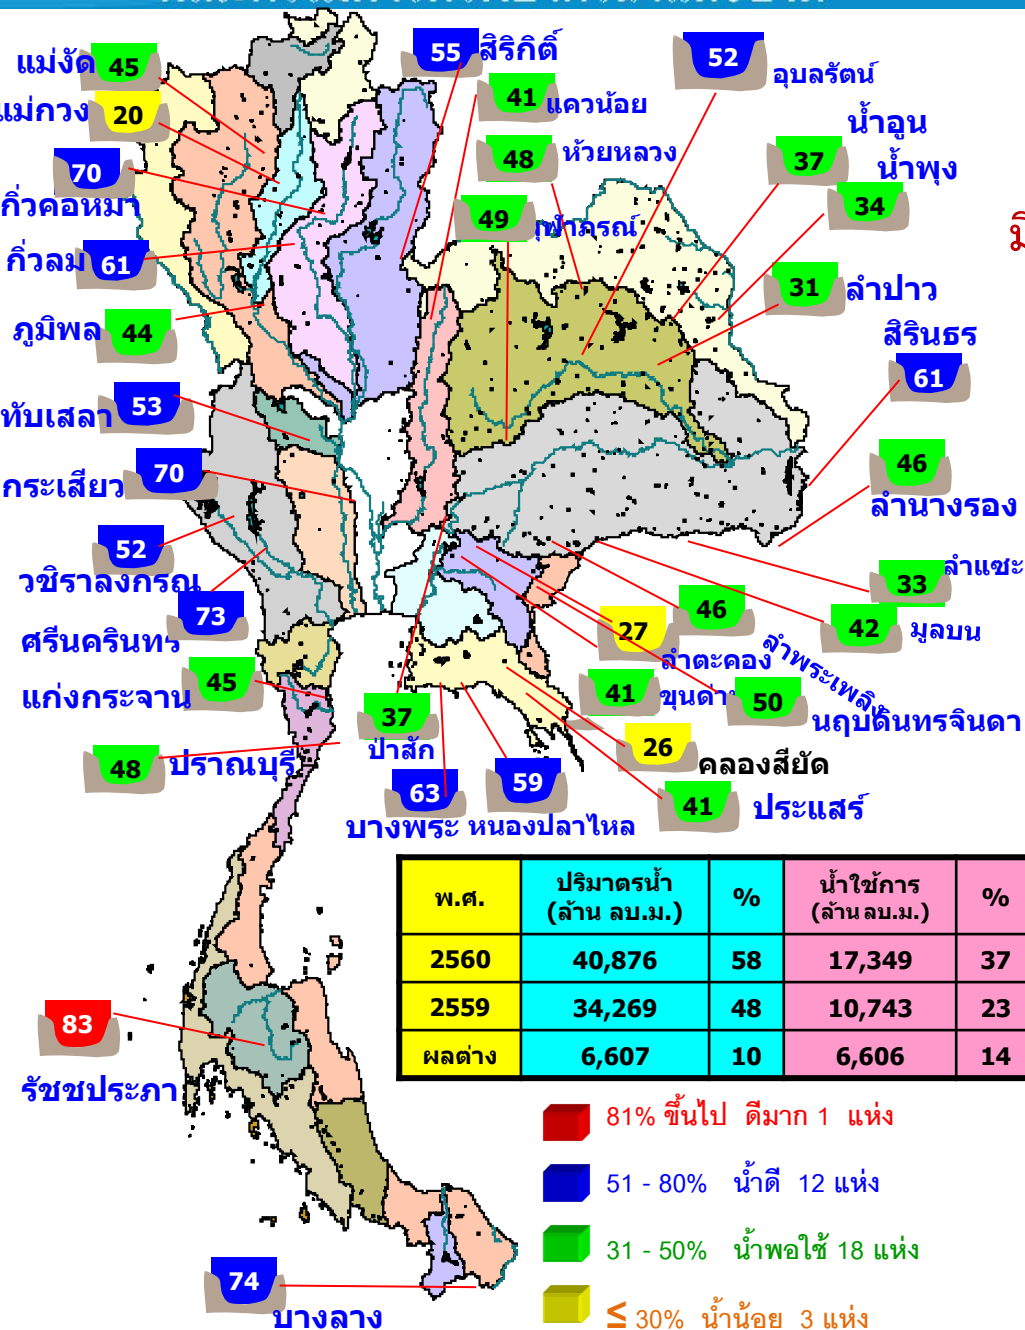 55 สิริกิติ์
แม่งัด 45
52 อุบลรัตน์
41 แควน้อย
แม่กวง 20
น้ำอูน
37
48 ห้วยหลวง
น้ำพุง
70
กิ่วคอหมา
34
49
มิ
กิ่วลม 61
31 ลำปาว
ภูมิพล 44
สิรินธร
61
ทับเสลา 53
46
ลำนางรอง
กระเสียว 70
52
วชิราลงกรณ
ลำแซะ
33
73
ศรีนครินทร์
46
27
42 มูลบน
ลำตะคอง
ลำพระเพลิง
แก่งกระจาน 45
41
50
นฤบดินทรจินดา
37
ป่าสัก
26
คลองสียัด
48 ปราณบุรี
63
บางพระ
59
หนองปลาไหล
41
ประแสร์
พ.ศ. ปริมาตรน้ำ (ล้าน ลบ.ม.) % น้ำใช้การ (ล้าน ลบ.ม.) %
2560 40,876 58 17,349 37
2559 34,269 48 10,743 23
ผลต่าง 6,607 10 6,606 14
83
รัชชประภา
81% ขึ้นไป ดีมาก 1 แห่ง
51 - 80% น้ำดี 12 แห่ง
31 - 50% น้ำพอใช้ 18 แห่ง
≤ 30% น้ำน้อย 3 แห่ง
74
บางลาง